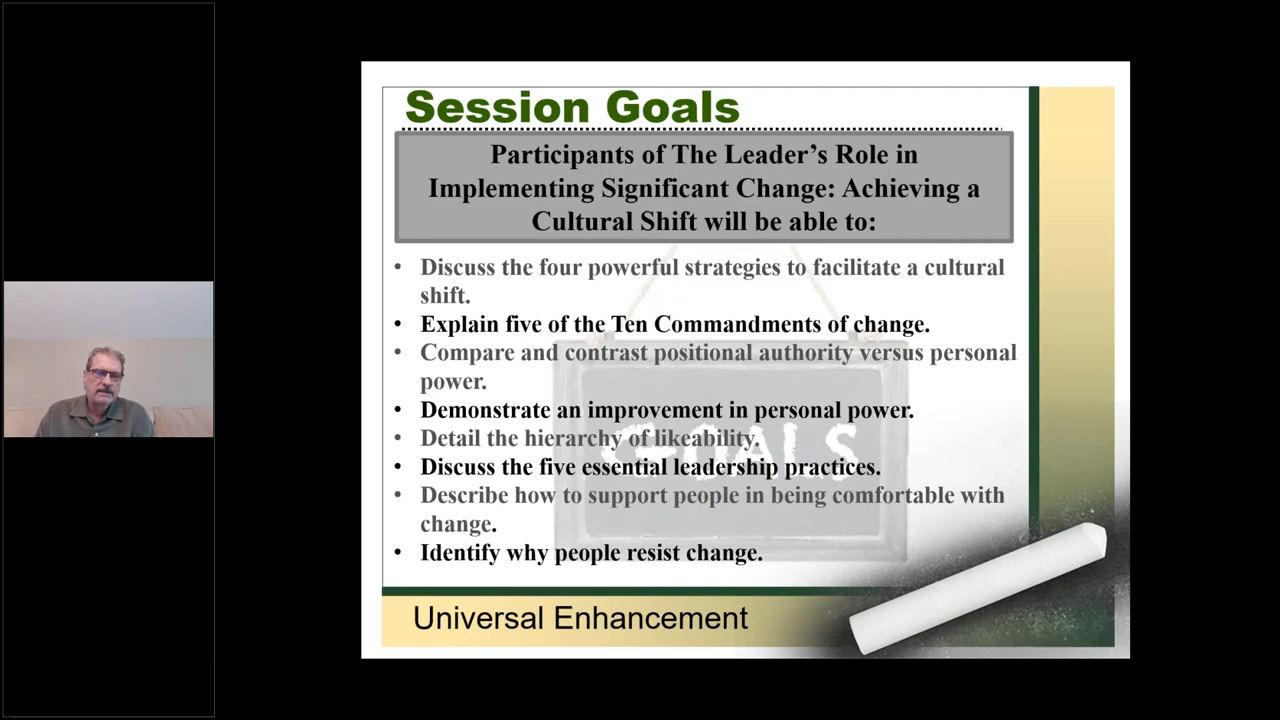 Session Goals
Participants of The Leader’s Role in
Implementing Significant Change: Achieving a
Cultural Shift will be able to:
• Discuss the four powerful strategies to facilitate a cultural
shift.
• Explain five of the Ten Commandments of change.
• Compare and contrast positional authority versus personal
power.
• Demonstrate an improvement in personal power.
• Detail the hierarchy of likeability.
• Discuss the five essential leadership practices.
• Describe how to support people in being comfortable with
change.
• Identify why people resist change.
GOALS
Universal Enhancement